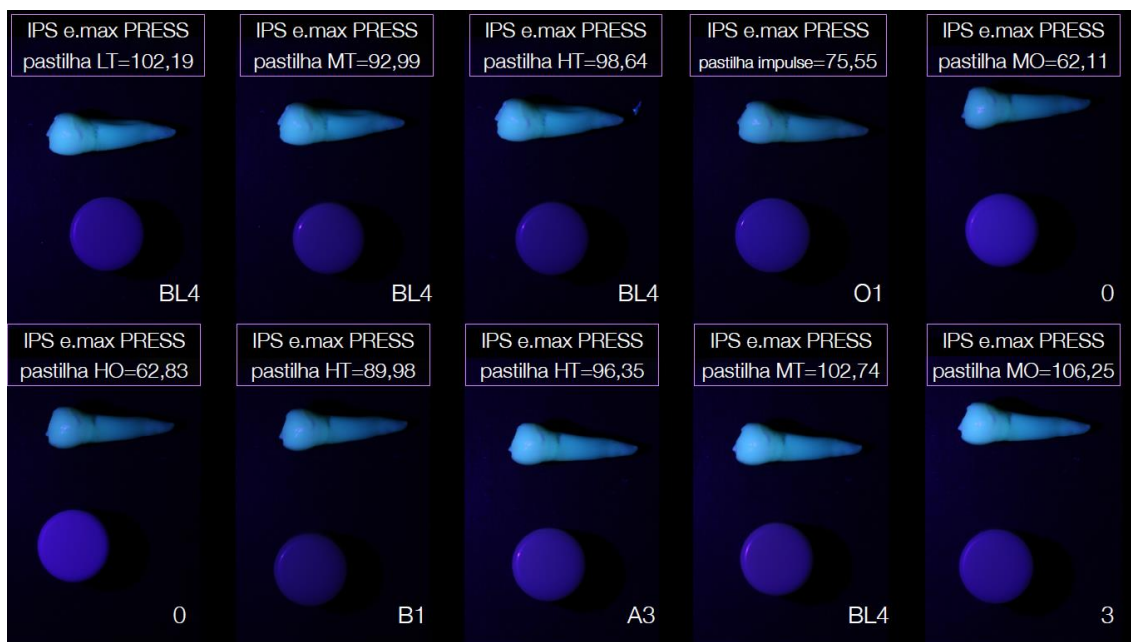 IPS e.max PRESS
pastilha LT=102,19
IPS e.max PRESS
pastilha MT=92,99
IPS e.max PRESS
pastilha HT=98,64
IPS e.max PRESS
pastilha impulse=75,55
IPS e.max PRESS
pastilha MO=62,11
BL4
BL4
BL4
O1
0
IPS e.max PRESS
pastilha HO=62,83
IPS e.max PRESS
pastilha HT=89,98
IPS e.max PRESS
pastilha HT=96,35
IPS e.max PRESS
pastilha MT=102,74
IPS e.max PRESS
pastilha MO=106,25
0
B1
A3
BL4
3